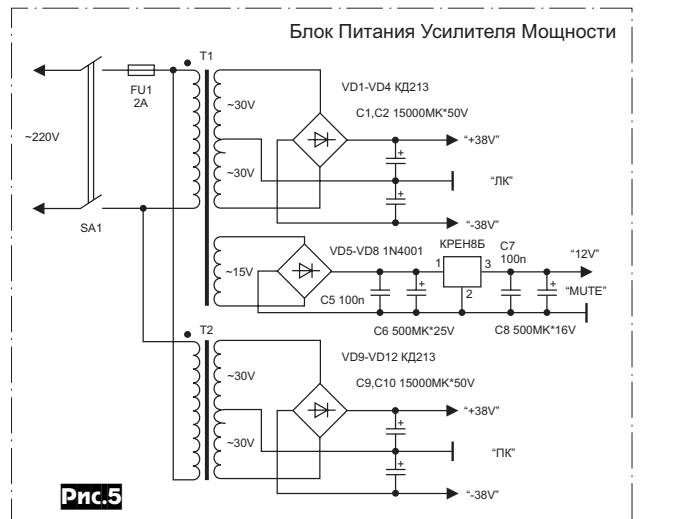 Блок Питания Усилителя Мощности
T1
FU1
2A
~220V
SA1
~30V
~30V
VD1-VD4 КД213
C1,C2 15000МК*50V
+
+
"+38V"
"ЛК"
"-38V"
~15V
VD5-VD8 1N4001
КРЕН8Б
1
3
2
C7
100n
"12V"
"MUTE"
C5 100n
+
+
C6 500МК*25V
C8 500МК*16V
T2
~30V
~30V
VD9-VD12 КД213
C9,C10 15000МК*50V
+
+
"+38V"
"ПК"
"-38V"
Рис.5